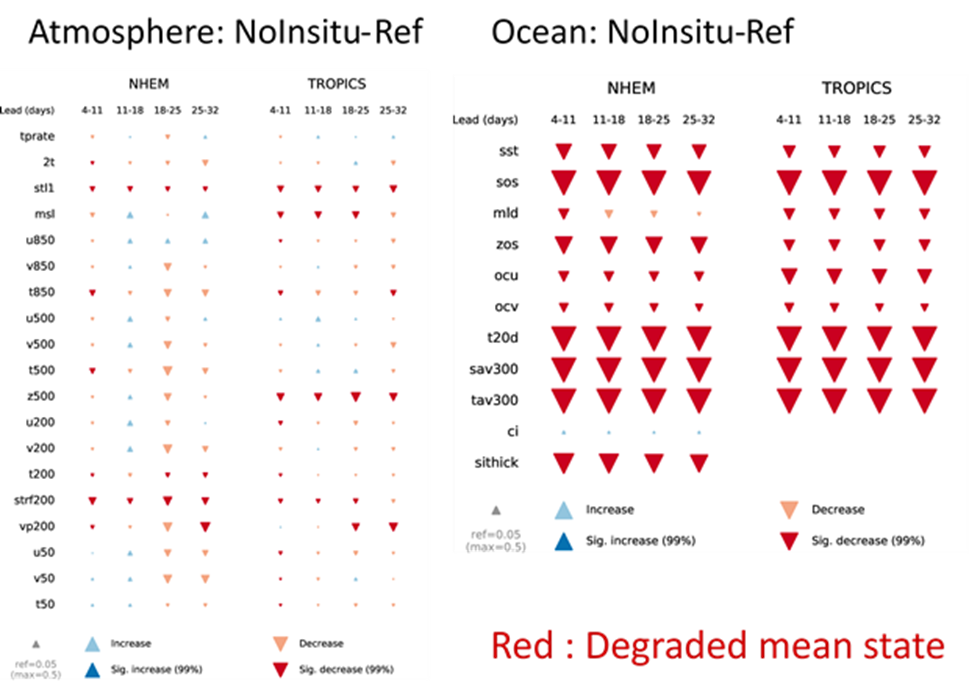 Atmosphere: NoInsitu-Ref
NHEM TROPICS
Lead (days) 4-11 11-18 18-25 25-32 4-11 11-18 18-25 25-32
tprate
2t
stl1
msl
u850
v850
t850
u500
v500
t500
z500
u200
v200
t200
strf200
vp200
u50
v50
t50
ref=0.05
(max=0.5)
Increase
Sig. increase (99%)
Decrease
Sig. decrease (99%)
Ocean: NoInsitu-Ref
NHEM TROPICS
Lead (days) 4-11 11-18 18-25 25-32 4-11 11-18 18-25 25-32
sst
sos
mld
zos
ocu
ocv
t20d
sav300
tav300
ci
sithick
ref=0.05
(max=0.5)
Increase
Sig. increase (99%)
Decrease
Sig. decrease (99%)
Red : Degraded mean state